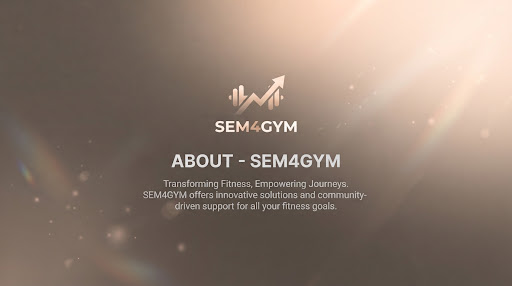 SEM4GYM
ABOUT - SEM4GYM
Transforming Fitness, Empowering Journeys.
SEM4GYM offers innovative solutions and community-
driven support for all your fitness goals.